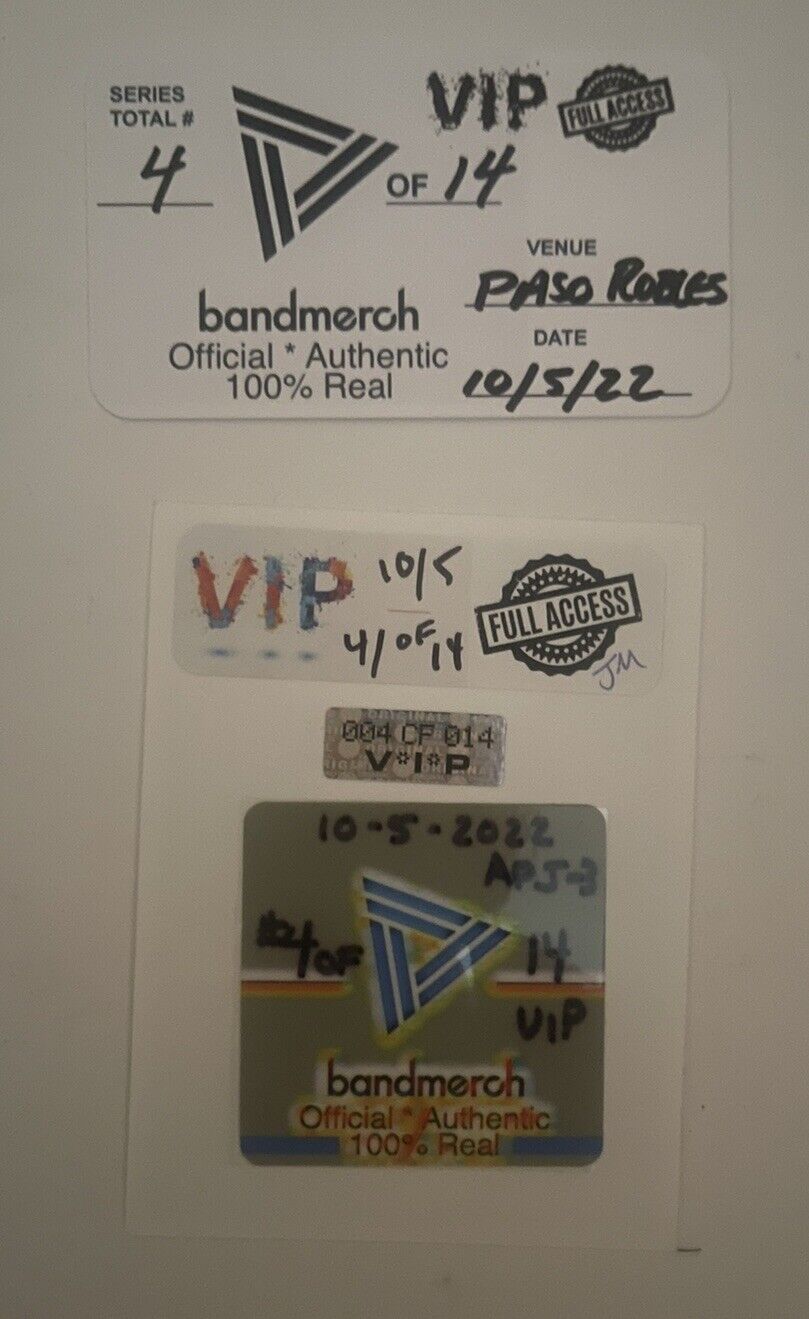 SERIES
TOTAL #
4
VIP
FULL ACCESS
OF 14
VENUE
PASO ROBLES
DATE
10/5/22
bandmerch
Official * Authentic
100% Real
VIP
10/5
4/OF 14
FULL ACCESS
JM
004 CF 014
V*I*P
10-5-2022
APJ-3
#4/OF
14
VIP
bandmerch
Official * Authentic
100% Real